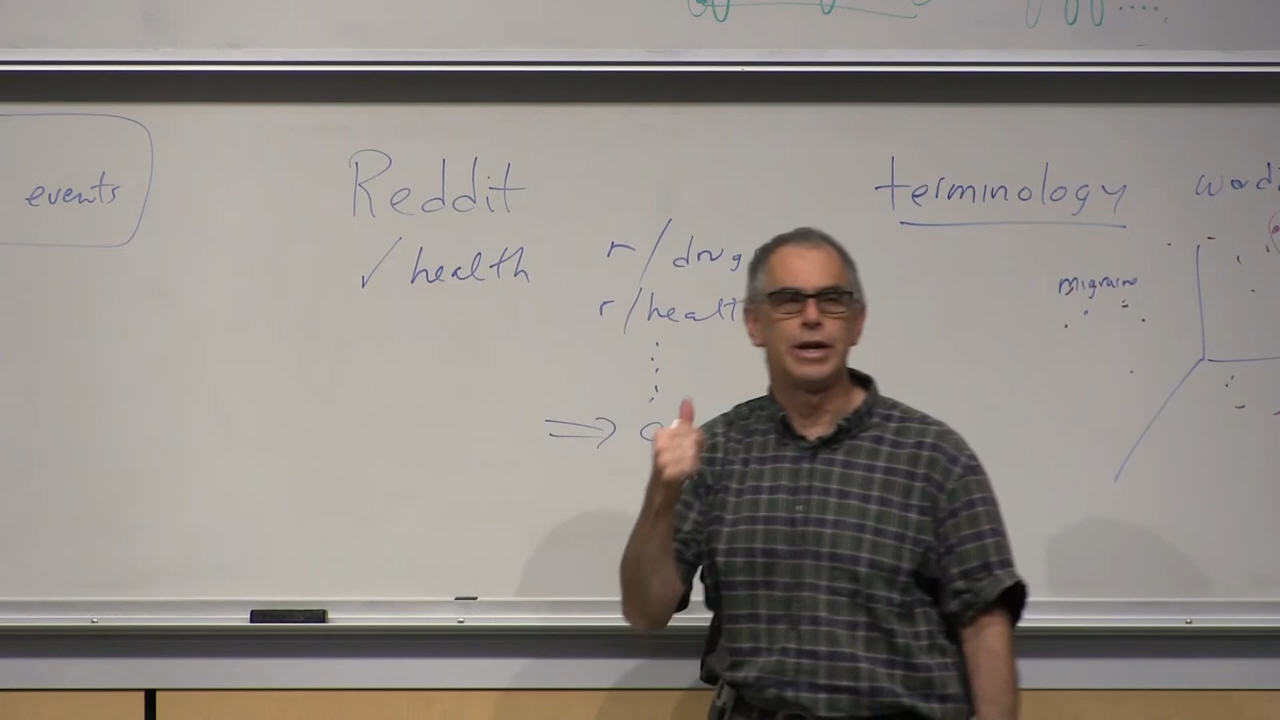 events
Reddit
✓ health
r/drug
r/healt
⇒
terminology
migraine